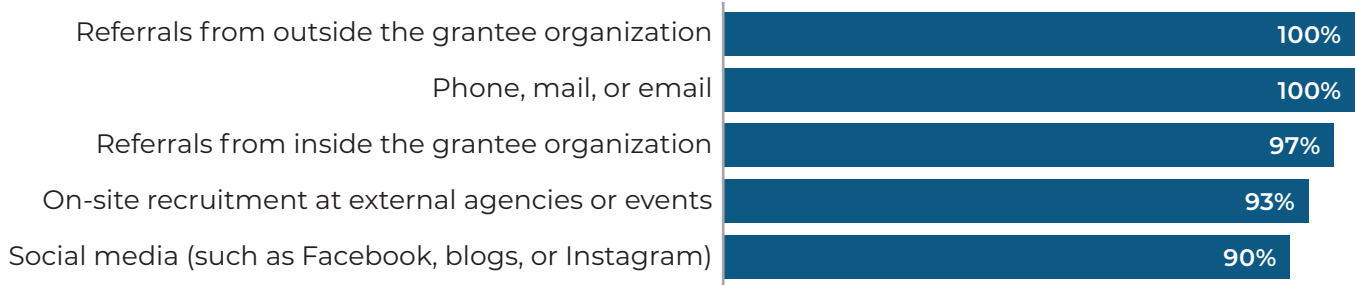 Referrals from outside the grantee organization 100%
Phone, mail, or email 100%
Referrals from inside the grantee organization 97%
On-site recruitment at external agencies or events 93%
Social media (such as Facebook, blogs, or Instagram) 90%